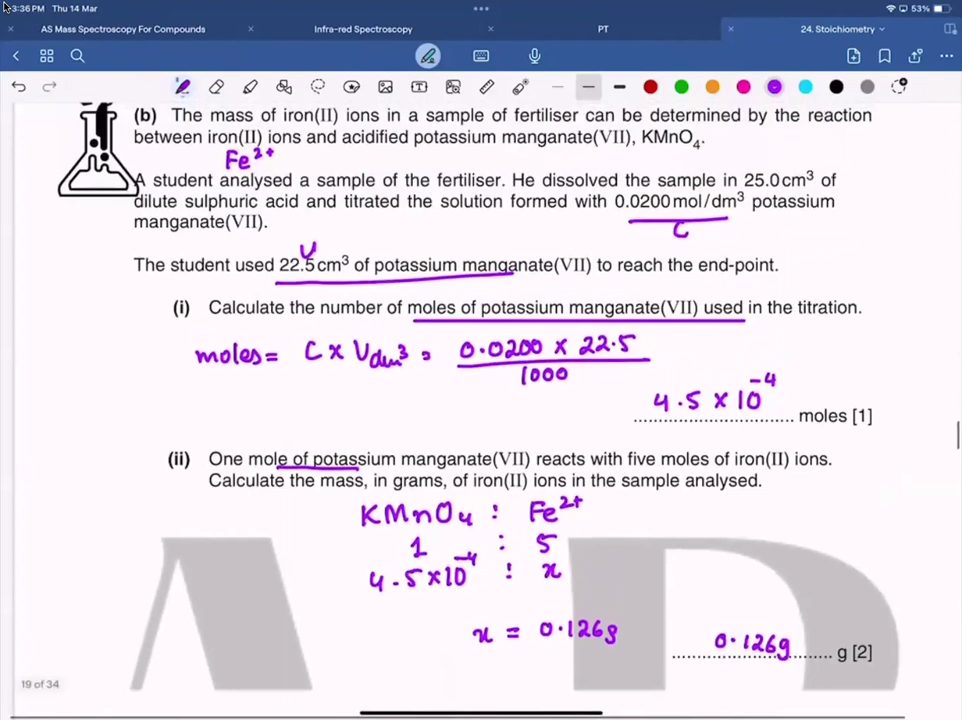 3:36 PM Thu 14 Mar
53%
AS Mass Spectroscopy For Compounds
Infra-red Spectroscopy
PT
24. Stoichiometry
(b) The mass of iron(II) ions in a sample of fertiliser can be determined by the reaction
between iron(II) ions and acidified potassium manganate(VII), KMnO₄.
Fe²⁺
A student analysed a sample of the fertiliser. He dissolved the sample in 25.0 cm³ of
dilute sulphuric acid and titrated the solution formed with 0.0200 mol/dm³ potassium
C
manganate(VII).
V
The student used 22.5 cm³ of potassium manganate(VII) to reach the end-point.
(i) Calculate the number of moles of potassium manganate(VII) used in the titration.
moles = C x Vdm³ = 0.0200 x 22.5
1000
4.5 x 10⁻⁴
.............................. moles [1]
(ii) One mole of potassium manganate(VII) reacts with five moles of iron(II) ions.
Calculate the mass, in grams, of iron(II) ions in the sample analysed.
KMnO₄ : Fe²⁺
1 : 5
4.5x10⁻⁴ : x
x = 0.126g
0.126g
.............................. g [2]
AD
19 of 34